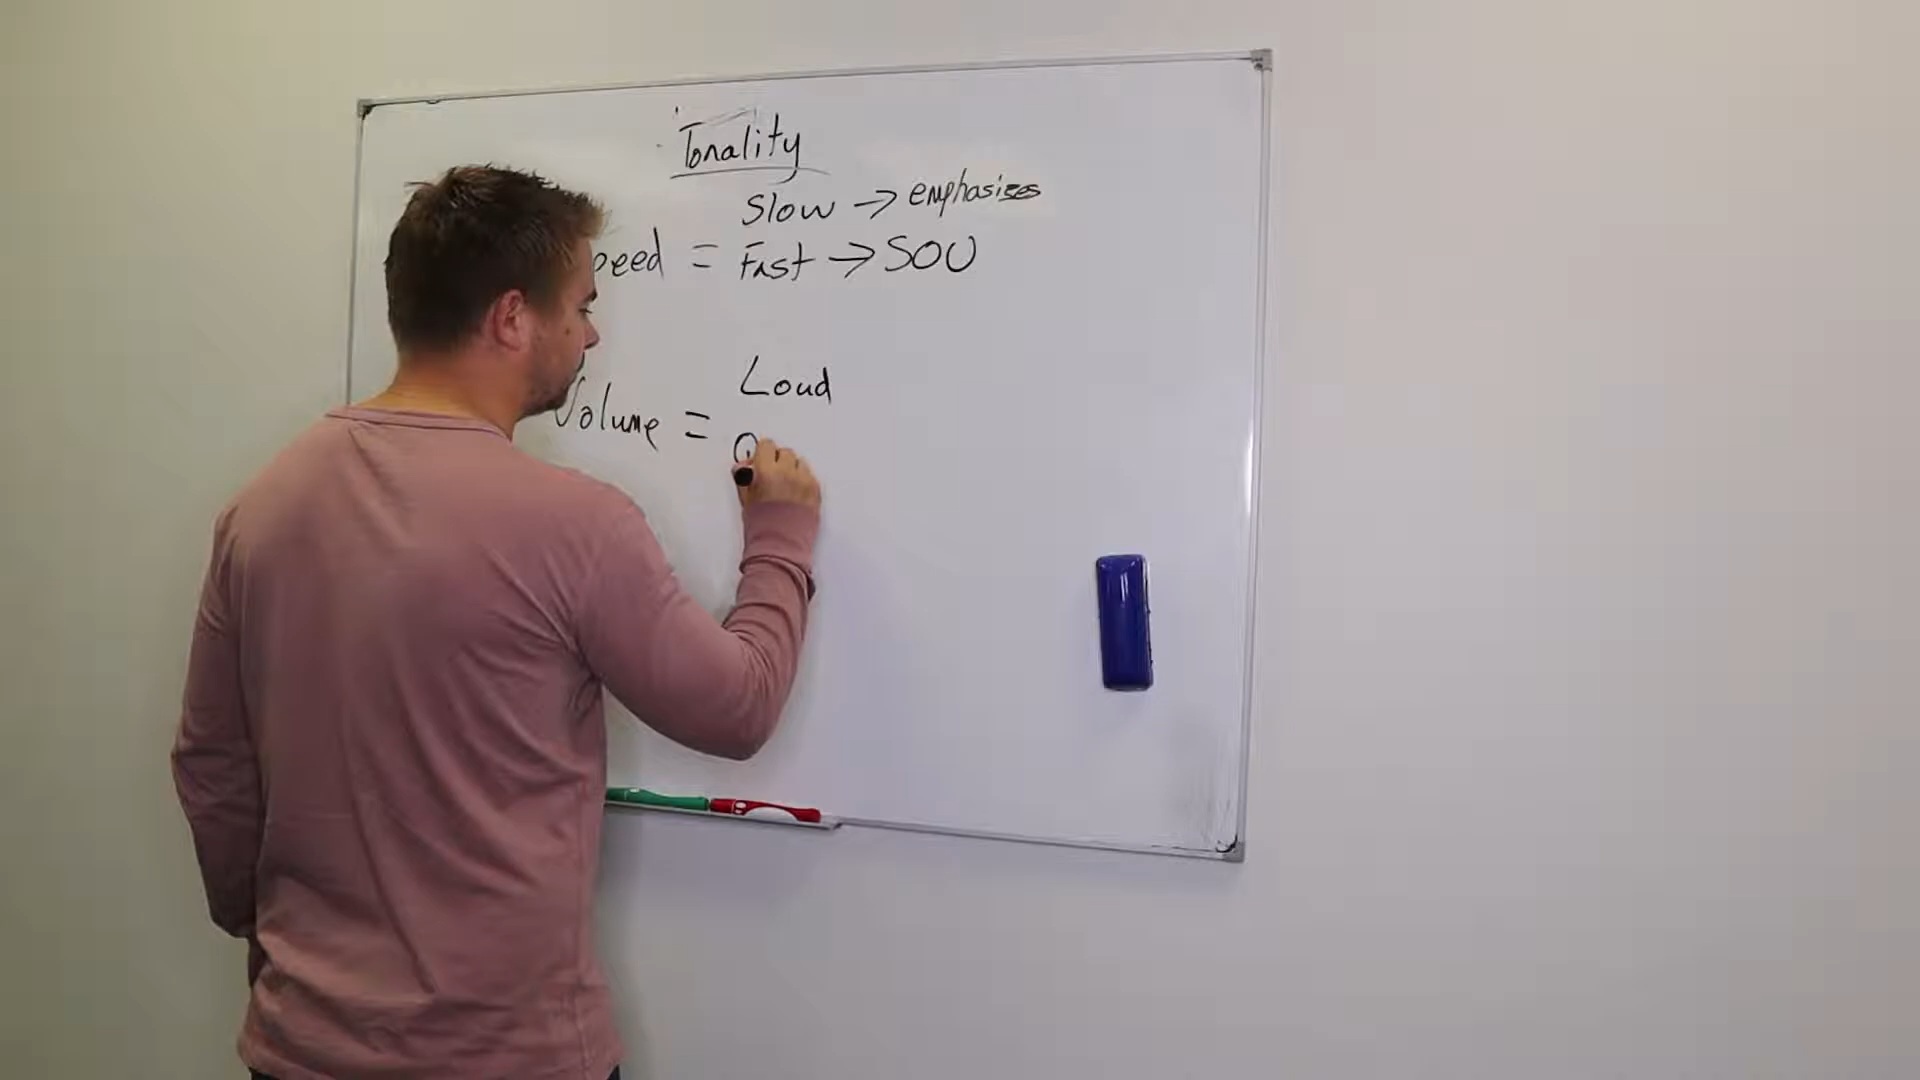 Tonality
Slow → emphasizes
peed = Fast → SOU
Loud
Volume =
Q